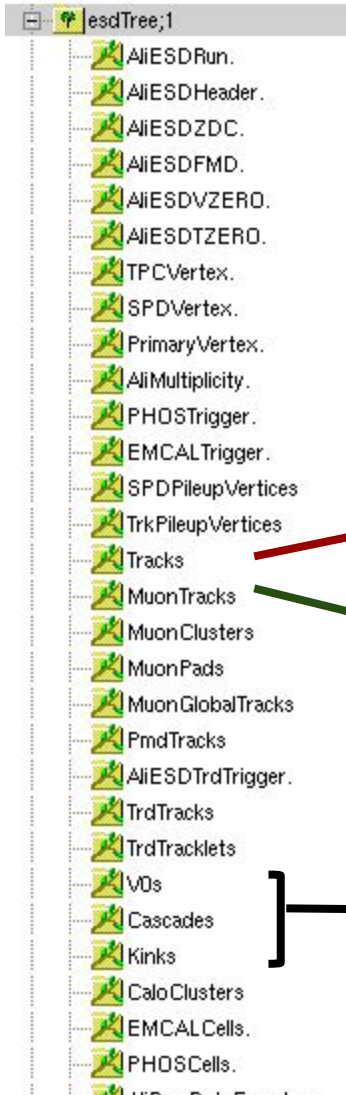 esdTree;1
AliESDRun.
AliESDHeader.
AliESDZDC.
AliESDFMD.
AliESDVZERO.
AliESDTZERO.
TPCVertex.
SPDVertex.
PrimaryVertex.
AliMultiplicity.
PHOSTrigger.
EMCALTrigger.
SPDPileupVertices
TrkPileupVertices
Tracks
MuonTracks
MuonClusters
MuonPads
MuonGlobalTracks
PmdTracks
AliESDTrdTrigger.
TrdTracks
TrdTracklets
V0s
Cascades
Kinks
CaloClusters
EMCALCells.
PHOSCells.